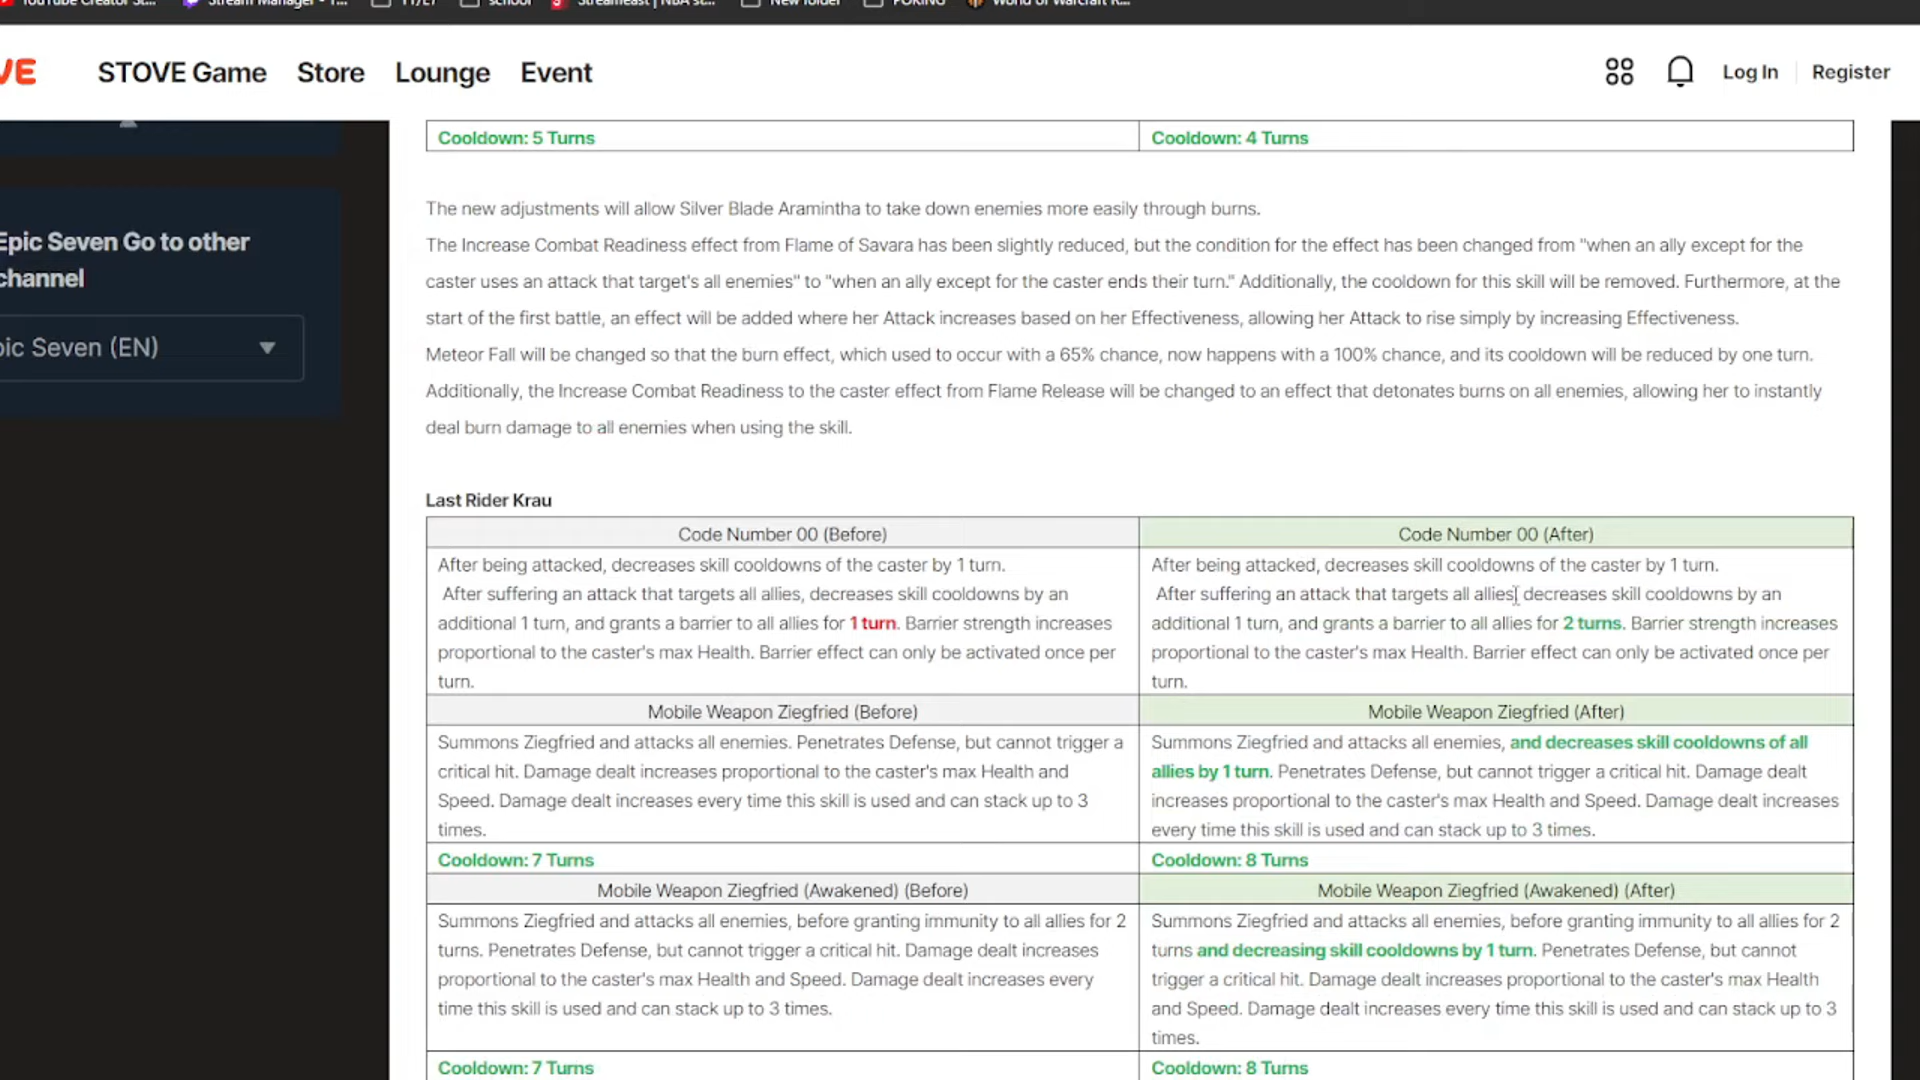 YouTube Creator St...
Stream Manager - T...
school
Streameast | NBA st...
New folder
World of Warcraft R...
VE
STOVE Game
Store
Lounge
Event
Log In
Register
Epic Seven Go to other
channel
pic Seven (EN)
Cooldown: 5 Turns
Cooldown: 4 Turns
The new adjustments will allow Silver Blade Aramintha to take down enemies more easily through burns.
The Increase Combat Readiness effect from Flame of Savara has been slightly reduced, but the condition for the effect has been changed from "when an ally except for the
caster uses an attack that target's all enemies" to "when an ally except for the caster ends their turn." Additionally, the cooldown for this skill will be removed. Furthermore, at the
start of the first battle, an effect will be added where her Attack increases based on her Effectiveness, allowing her Attack to rise simply by increasing Effectiveness.
Meteor Fall will be changed so that the burn effect, which used to occur with a 65% chance, now happens with a 100% chance, and its cooldown will be reduced by one turn.
Additionally, the Increase Combat Readiness to the caster effect from Flame Release will be changed to an effect that detonates burns on all enemies, allowing her to instantly
deal burn damage to all enemies when using the skill.
Last Rider Krau
Code Number 00 (Before)
Code Number 00 (After)
After being attacked, decreases skill cooldowns of the caster by 1 turn.
After suffering an attack that targets all allies, decreases skill cooldowns by an
additional 1 turn, and grants a barrier to all allies for 1 turn. Barrier strength increases
proportional to the caster's max Health. Barrier effect can only be activated once per
turn.
After being attacked, decreases skill cooldowns of the caster by 1 turn.
After suffering an attack that targets all allies, decreases skill cooldowns by an
additional 1 turn, and grants a barrier to all allies for 2 turns. Barrier strength increases
proportional to the caster's max Health. Barrier effect can only be activated once per
turn.
Mobile Weapon Ziegfried (Before)
Mobile Weapon Ziegfried (After)
Summons Ziegfried and attacks all enemies. Penetrates Defense, but cannot trigger a
critical hit. Damage dealt increases proportional to the caster's max Health and
Speed. Damage dealt increases every time this skill is used and can stack up to 3
times.
Summons Ziegfried and attacks all enemies, and decreases skill cooldowns of all
allies by 1 turn. Penetrates Defense, but cannot trigger a critical hit. Damage dealt
increases proportional to the caster's max Health and Speed. Damage dealt increases
every time this skill is used and can stack up to 3 times.
Cooldown: 7 Turns
Cooldown: 8 Turns
Mobile Weapon Ziegfried (Awakened) (Before)
Mobile Weapon Ziegfried (Awakened) (After)
Summons Ziegfried and attacks all enemies, before granting immunity to all allies for 2
turns. Penetrates Defense, but cannot trigger a critical hit. Damage dealt increases
proportional to the caster's max Health and Speed. Damage dealt increases every
time this skill is used and can stack up to 3 times.
Summons Ziegfried and attacks all enemies, before granting immunity to all allies for 2
turns and decreasing skill cooldowns by 1 turn. Penetrates Defense, but cannot
trigger a critical hit. Damage dealt increases proportional to the caster's max Health
and Speed. Damage dealt increases every time this skill is used and can stack up to 3
times.
Cooldown: 7 Turns
Cooldown: 8 Turns